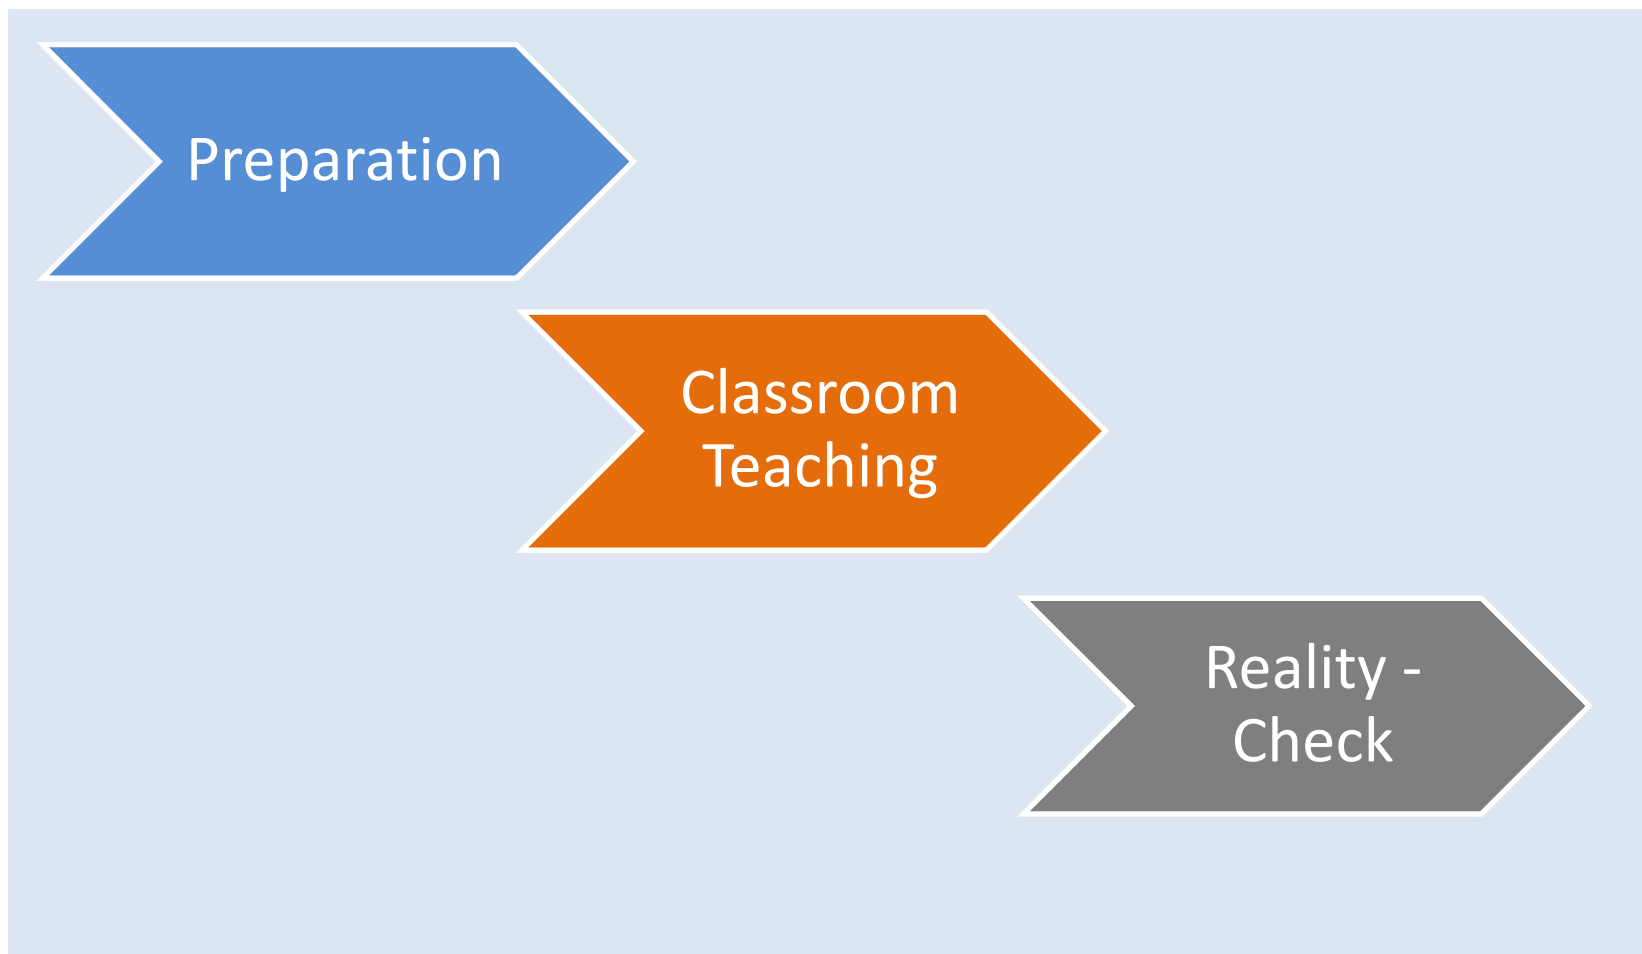 Preparation
Classroom
Teaching
Reality -
Check